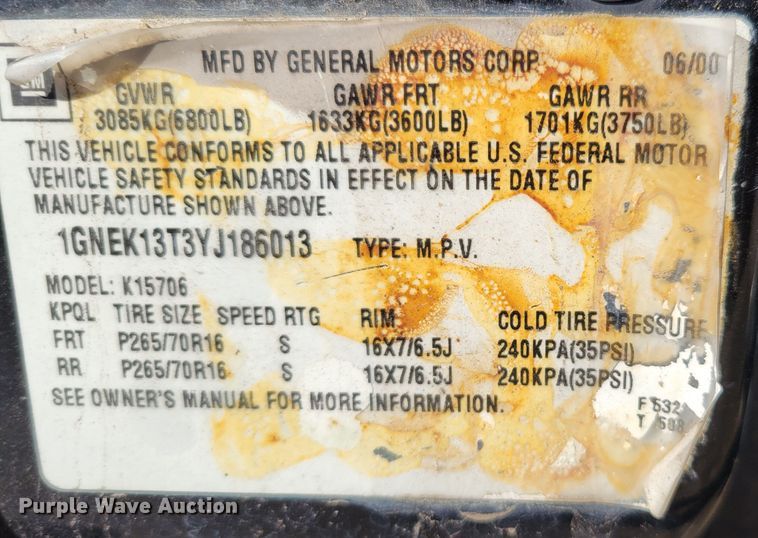 GM
MFD BY GENERAL MOTORS CORP 06/00
GVWR GAWR FRT GAWR RR
3085KG(6800LB) 1633KG(3600LB) 1701KG(3750LB)
THIS VEHICLE CONFORMS TO ALL APPLICABLE U.S. FEDERAL MOTOR
VEHICLE SAFETY STANDARDS IN EFFECT ON THE DATE OF
MANUFACTURE SHOWN ABOVE.
1GNEK13T3YJ186013 TYPE: M.P.V.
MODEL: K15706
KPQL TIRE SIZE SPEED RTG RIM COLD TIRE PRESSURE
FRT P265/70R16 S 16X7/6.5J 240KPA(35PSI)
RR P265/70R16 S 16X7/6.5J 240KPA(35PSI)
SEE OWNER'S MANUAL FOR MORE INFORMATION.
F 532
T 508
Purple Wave Auction